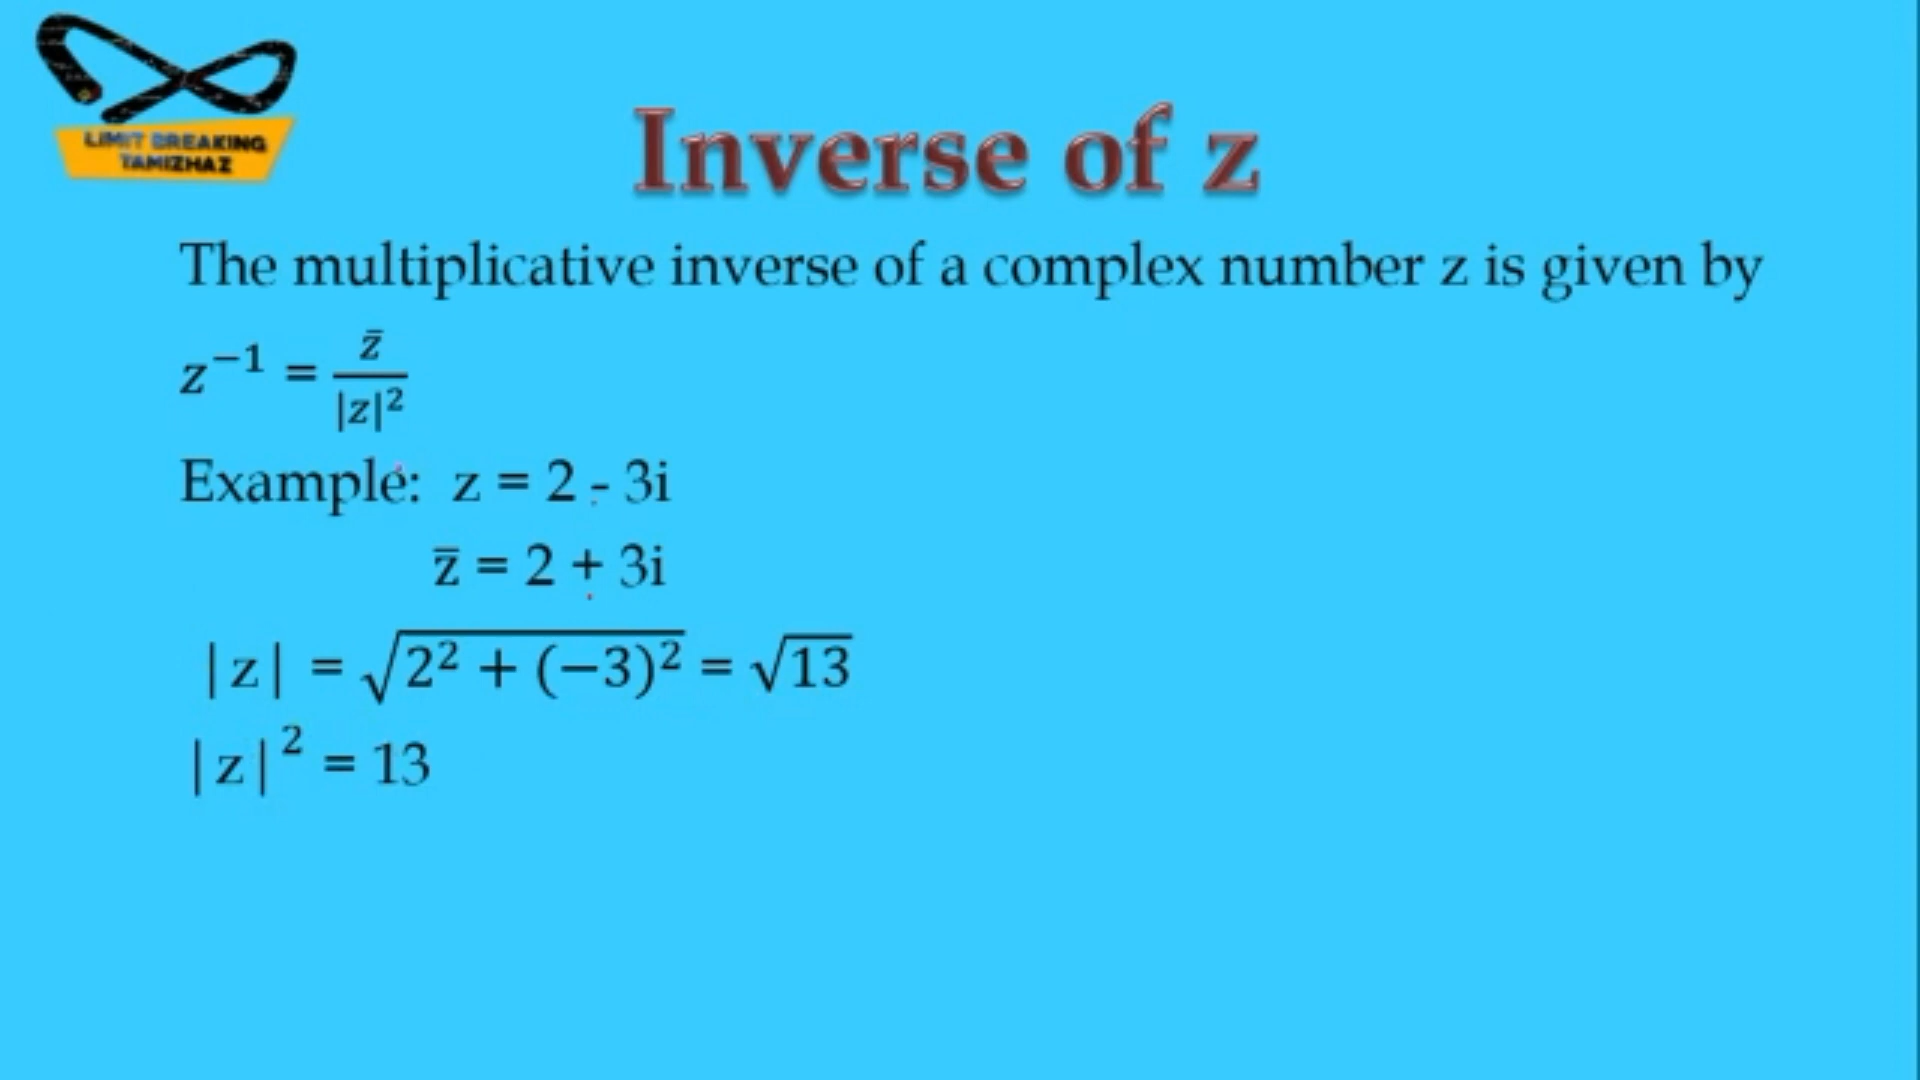 LIMIT BREAKING
TAMIZHAZ
Inverse of z
The multiplicative inverse of a complex number z is given by
z⁻¹ = z̄ / |z|²
Example: z = 2 - 3i
z̄ = 2 + 3i
|z| = √(2² + (−3)²) = √13
|z|² = 13